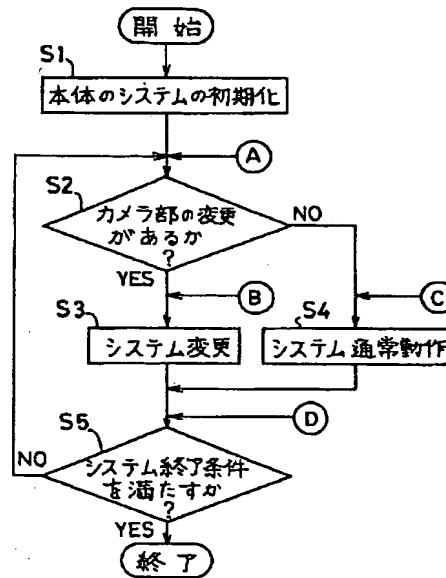 開始
S1
本体のシステムの初期化
A
S2
カメラ部の変更
があるか
?
NO
YES
B
C
S3
システム変更
S4
システム通常動作
D
S5
システム終了条件
を満たすか
?
NO
YES
終了